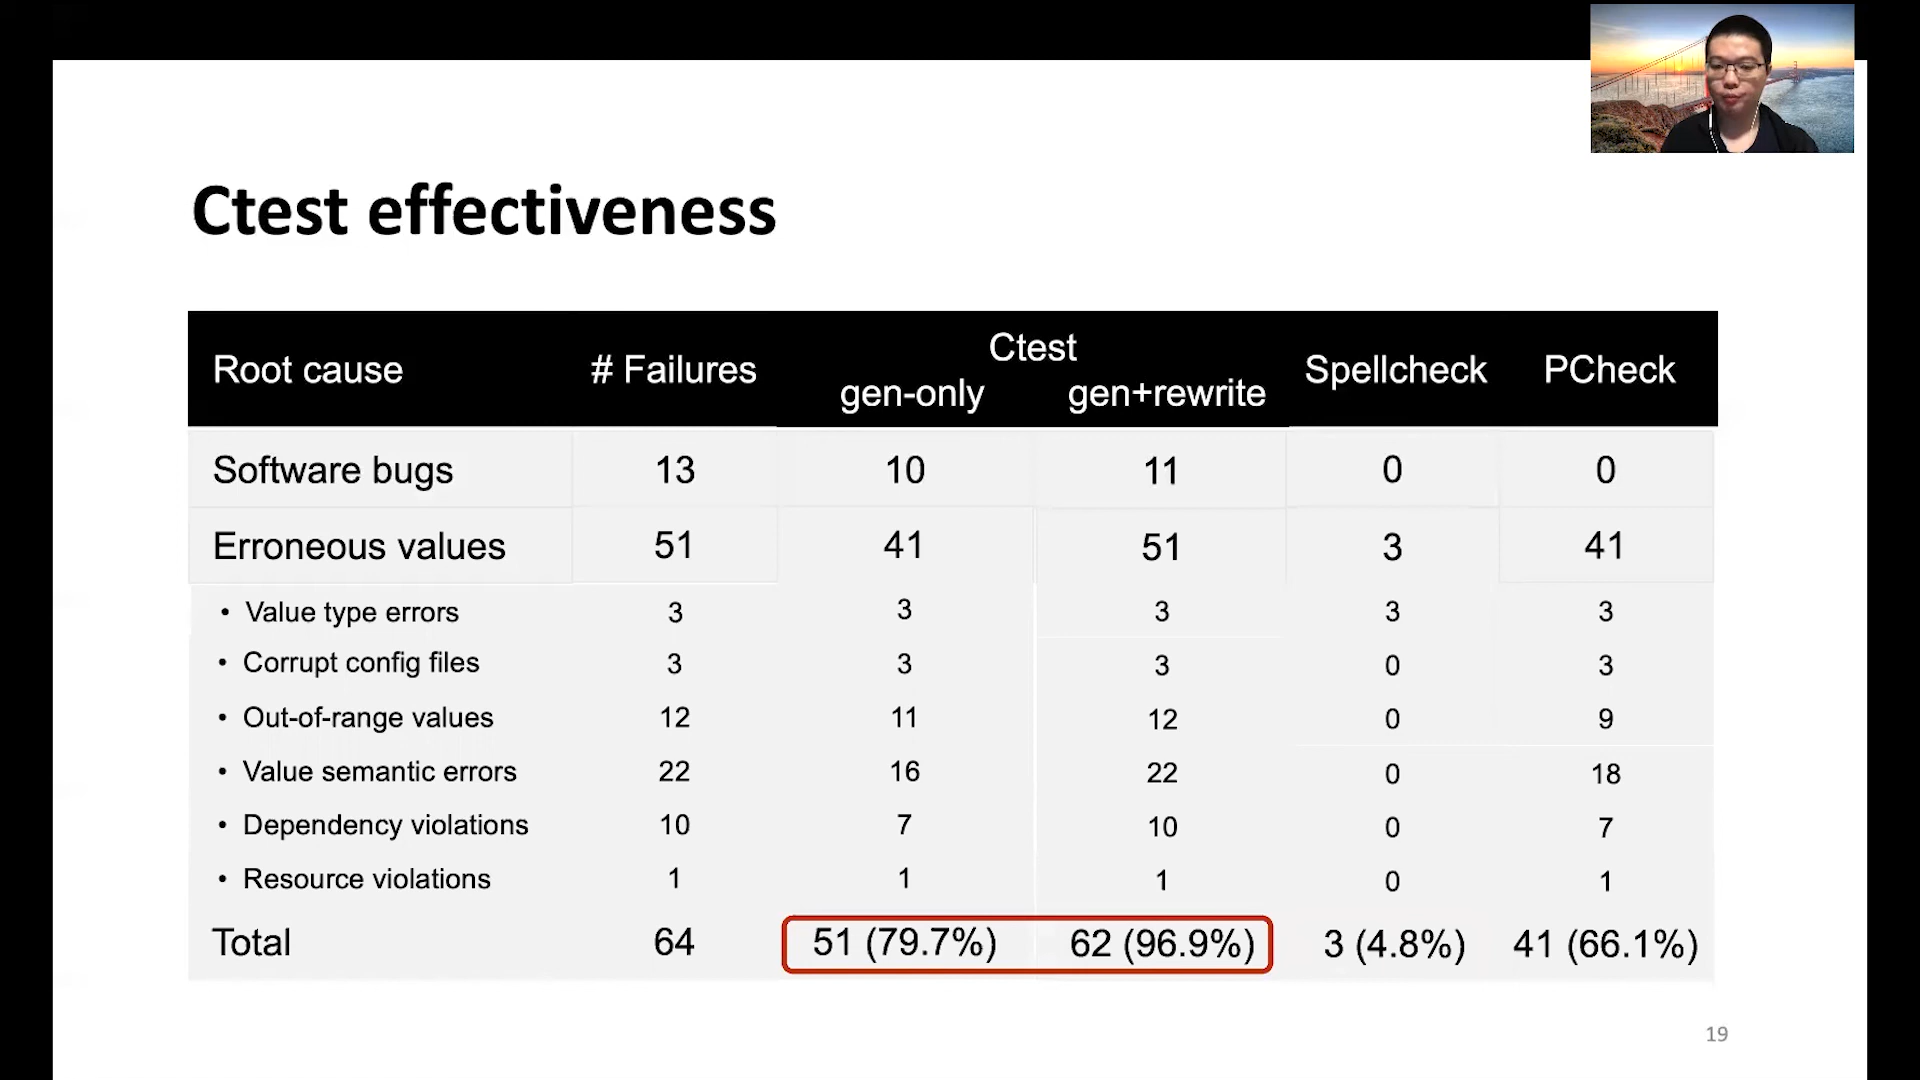 Ctest effectiveness
Root cause # Failures Ctest gen-only gen+rewrite Spellcheck PCheck
Software bugs 13 10 11 0 0
Erroneous values 51 41 51 3 41
• Value type errors 3 3 3 3 3
• Corrupt config files 3 3 3 0 3
• Out-of-range values 12 11 12 0 9
• Value semantic errors 22 16 22 0 18
• Dependency violations 10 7 10 0 7
• Resource violations 1 1 1 0 1
Total 64 51 (79.7%) 62 (96.9%) 3 (4.8%) 41 (66.1%)
19